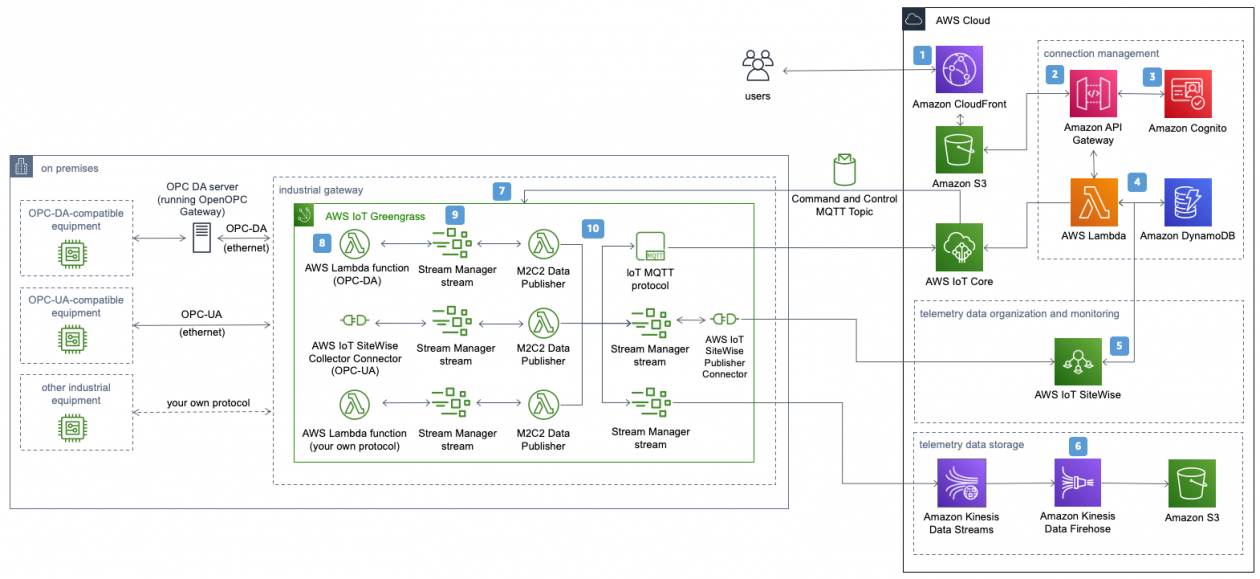 AWS Cloud
users
1
Amazon CloudFront
Amazon S3
connection management
2
Amazon API
Gateway
3
Amazon Cognito
4
AWS Lambda
Amazon DynamoDB
Command and Control
MQTT Topic
AWS IoT Core
on premises
OPC DA server
(running OpenOPC
Gateway)
OPC-DA-compatible
equipment
OPC-DA
(ethernet)
OPC-UA-compatible
equipment
OPC-UA
(ethernet)
other industrial
equipment
your own protocol
industrial gateway
7
AWS IoT Greengrass
8
AWS Lambda function
(OPC-DA)
9
Stream Manager
stream
M2C2 Data
Publisher
10
MQTT
IoT MQTT
protocol
AWS IoT SiteWise
Collector Connector
(OPC-UA)
Stream Manager
stream
M2C2 Data
Publisher
Stream Manager
stream
AWS IoT
SiteWise
Publisher
Connector
AWS Lambda function
(your own protocol)
Stream Manager
stream
M2C2 Data
Publisher
Stream Manager
stream
telemetry data organization and monitoring
5
AWS IoT SiteWise
telemetry data storage
6
Amazon Kinesis
Data Streams
Amazon Kinesis
Data Firehose
Amazon S3